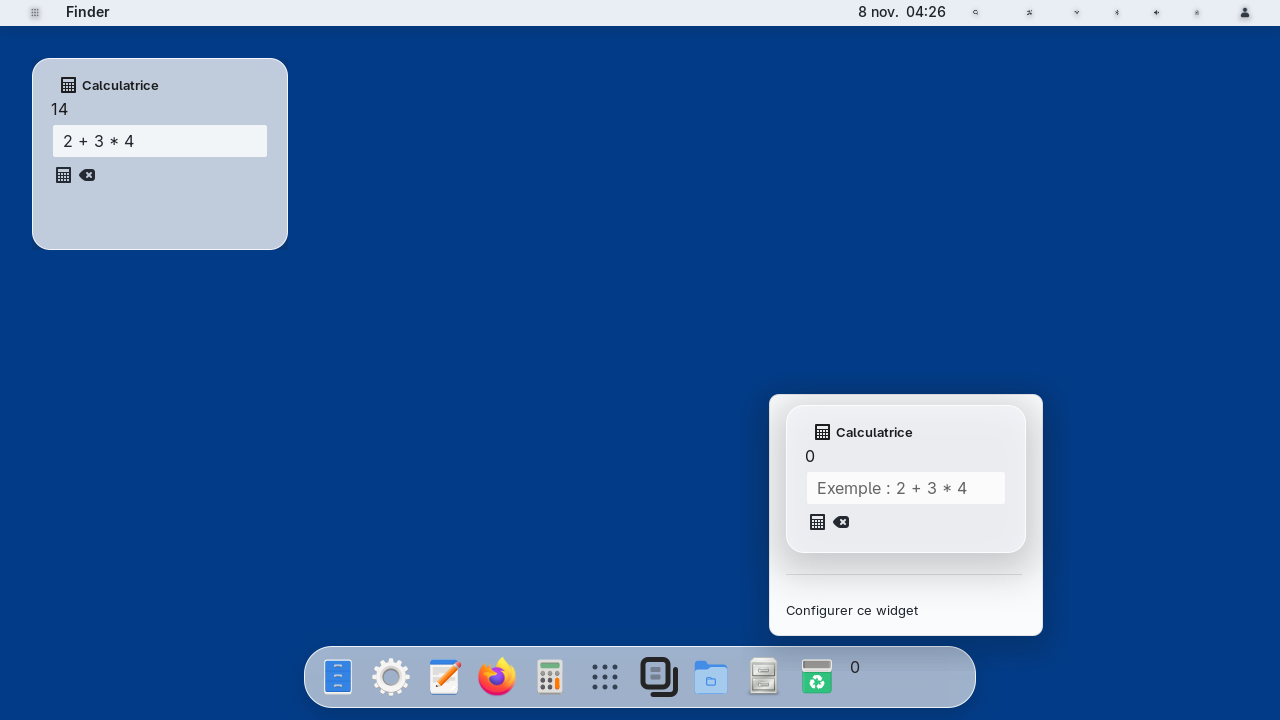 Finder
8 nov. 04:26
Calculatrice
14
2 + 3 * 4
Calculatrice
0
Exemple : 2 + 3 * 4
Configurer ce widget
0